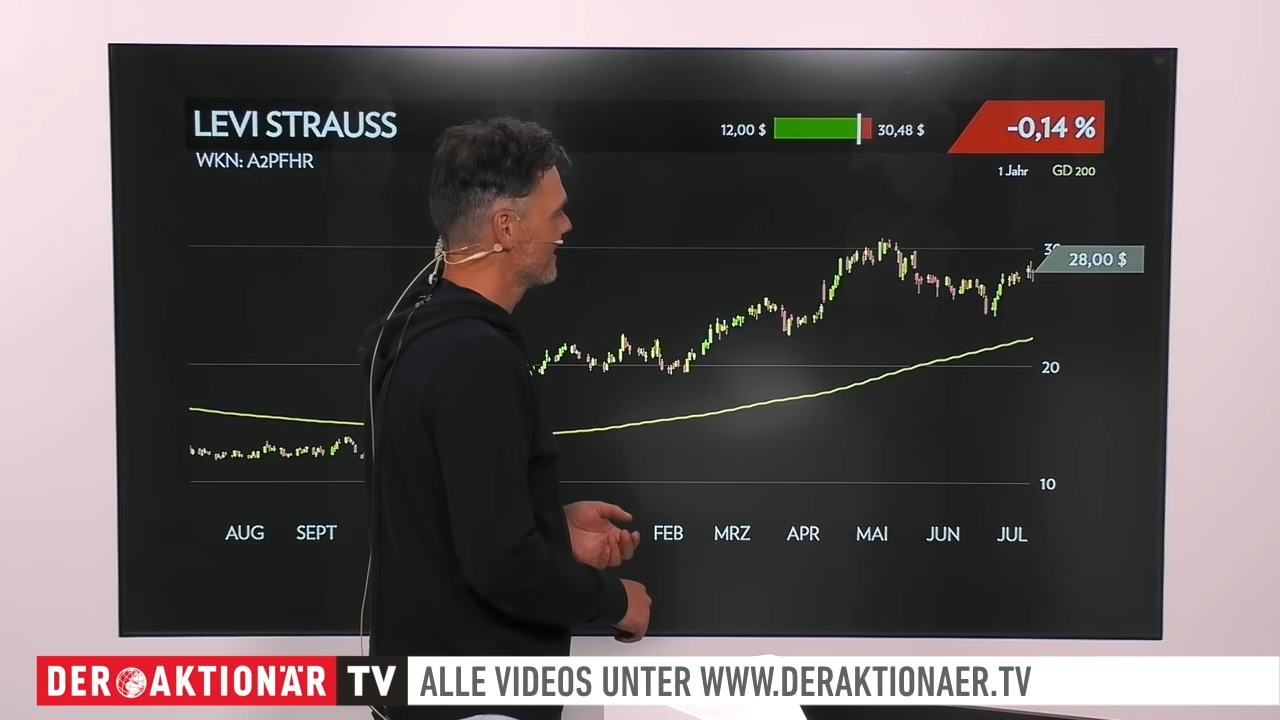 LEVI STRAUSS
WKN: A2PFHR
12,00 $
30,48 $
-0,14 %
1 Jahr
GD 200
28,00 $
20
10
AUG
SEPT
FEB
MRZ
APR
MAI
JUN
JUL
DER AKTIONÄR TV
ALLE VIDEOS UNTER WWW.DERAKTIONAER.TV